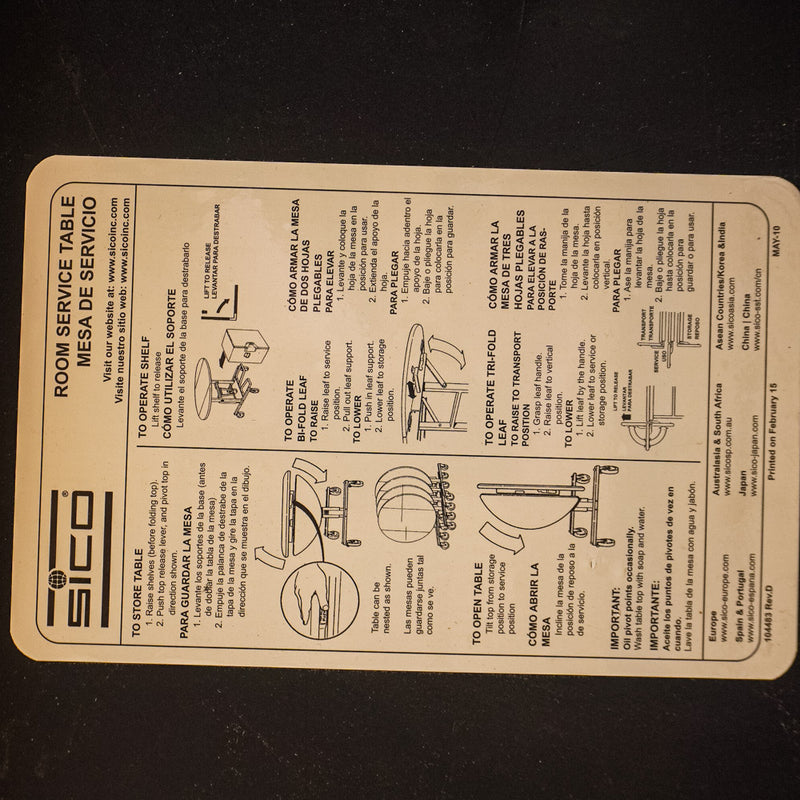 SICO®
ROOM SERVICE TABLE
MESA DE SERVICIO
Visit our website at: www.sicoinc.com
Visite nuestro sitio web: www.sicoinc.com
TO STORE TABLE
1. Raise shelves (before folding top).
2. Push top release lever, and pivot top in
direction shown.
PARA GUARDAR LA MESA
1. Levante los soportes de la base (antes
de doblar la tabla de la mesa)
2. Empuje la palanca de destrabe de la
tapa de la mesa y gire la tapa en la
dirección que se muestra en el dibujo.
Table can be
nested as shown.
Las mesas pueden
guardarse juntas tal
como se ve.
TO OPEN TABLE
Tilt top from storage
position to service
position
CÓMO ABRIR LA
MESA
Incline la mesa de la
posición de reposo a la
de servicio.
IMPORTANT:
Oil pivot points occasionally.
Wash table top with soap and water.
IMPORTANTE:
Aceite los puntos de pivotes de vez en
cuando.
Lave la tabla de la mesa con agua y jabón.
TO OPERATE SHELF
Lift shelf to release
CÓMO UTILIZAR EL SOPORTE
Levante el soporte de la base para destrabarlo
LIFT TO RELEASE
LEVANTAR PARA DESTRABAR
TO OPERATE
BI-FOLD LEAF
TO RAISE
1. Raise leaf to service
position.
2. Pull out leaf support.
TO LOWER
1. Push in leaf support.
2. Lower leaf to storage
position.
CÓMO ARMAR LA MESA
DE DOS HOJAS
PLEGABLES
PARA ELEVAR
1. Levante y coloque la
hoja de la mesa en la
posición para usar.
2. Extienda el apoyo de la
hoja.
PARA PLEGAR
1. Empuje hacia adentro el
apoyo de la hoja.
2. Baje o pliegue la hoja
para colocarla en la
posición para guardar.
TO OPERATE TRI-FOLD
LEAF
TO RAISE TO TRANSPORT
POSITION
1. Grasp leaf handle.
2. Raise leaf to vertical
position.
TO LOWER
1. Lift leaf by the handle.
2. Lower leaf to service or
storage position.
CÓMO ARMAR LA
MESA DE TRES
HOJAS PLEGABLES
PARA ELEVAR A LA
POSICIÓN DE RAS-
PORTE
1. Tome la manija de la
hoja de la mesa.
2. Levante la hoja hasta
colocarla en posición
vertical.
PARA PLEGAR
1. Ase la manija para
levantar la hoja de la
mesa.
2. Baje o pliegue la hoja
hasta colocarla en la
posición para
guardar o para usar.
LIFT TO RELEASE
LEVANTAR
PARA DESTRABAR
TRANSPORT
TRANSPORTE
SERVICE
USO
STORAGE
REPOSO
Europe
www.sico-europe.com
Australasia & South Africa
www.sicosp.com.au
Asean Countries/Korea &India
www.sicoasia.com
Spain & Portugal
www.sico-espana.com
Japan
www.sico-japan.com
China | China
www.sico-sst.com/cn
104483 Rev.D
Printed on February 15
MAY-10